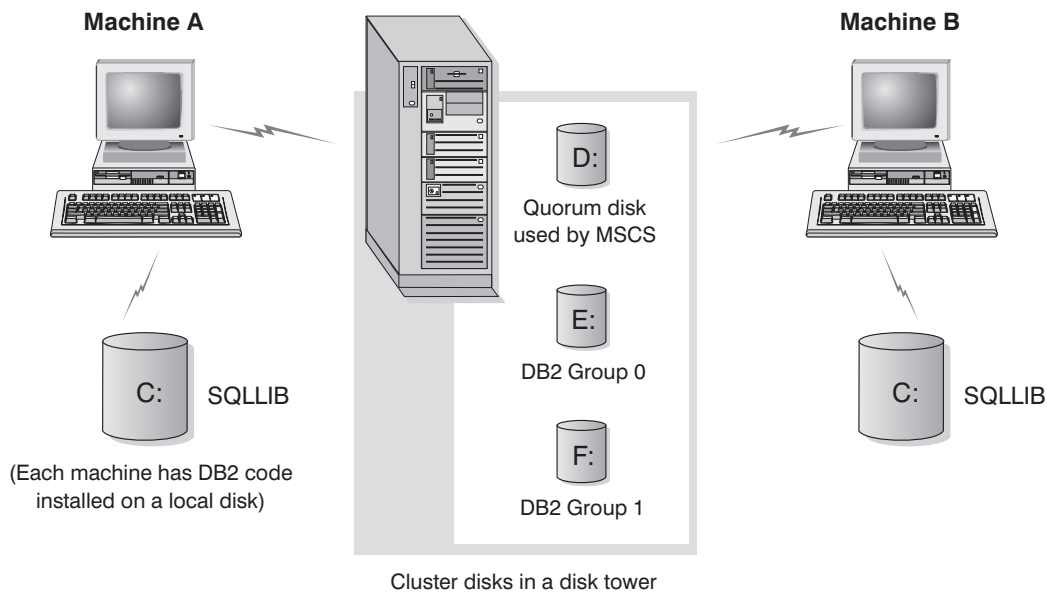 Machine A
Machine B
D:
Quorum disk
used by MSCS
E:
DB2 Group 0
C:
SQLLIB
C:
SQLLIB
F:
(Each machine has DB2 code
installed on a local disk)
DB2 Group 1
Cluster disks in a disk tower